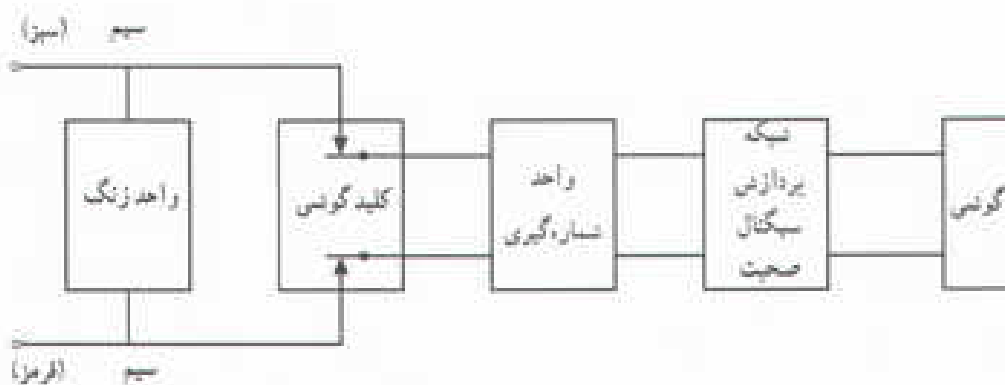 سیم (سبز)
واحد زنگ
کلید گوشی
واحد
شماره‌گیری
شبکه
پردازش
سیگنال
صحبت
گوشی
سیم (قرمز)